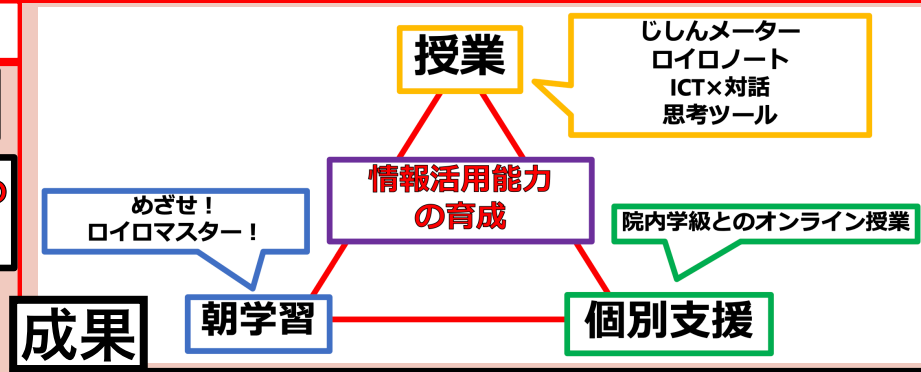 授業
じしんメーター
ロイロノート
ICT×対話
思考ツール
情報活用能力
の育成
めざせ！
ロイロマスター！
院内学級とのオンライン授業
朝学習
個別支援
成果